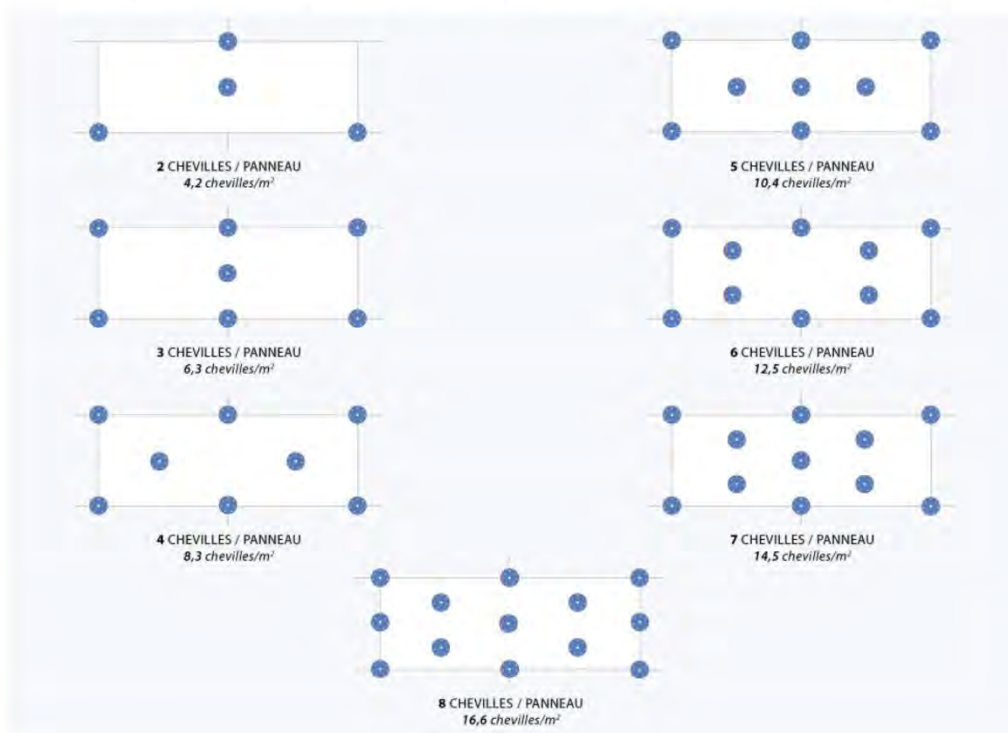 2 CHEVILLES / PANNEAU
4,2 chevilles/m²
5 CHEVILLES / PANNEAU
10,4 chevilles/m²
3 CHEVILLES / PANNEAU
6,3 chevilles/m²
6 CHEVILLES / PANNEAU
12,5 chevilles/m²
4 CHEVILLES / PANNEAU
8,3 chevilles/m²
7 CHEVILLES / PANNEAU
14,5 chevilles/m²
8 CHEVILLES / PANNEAU
16,6 chevilles/m²